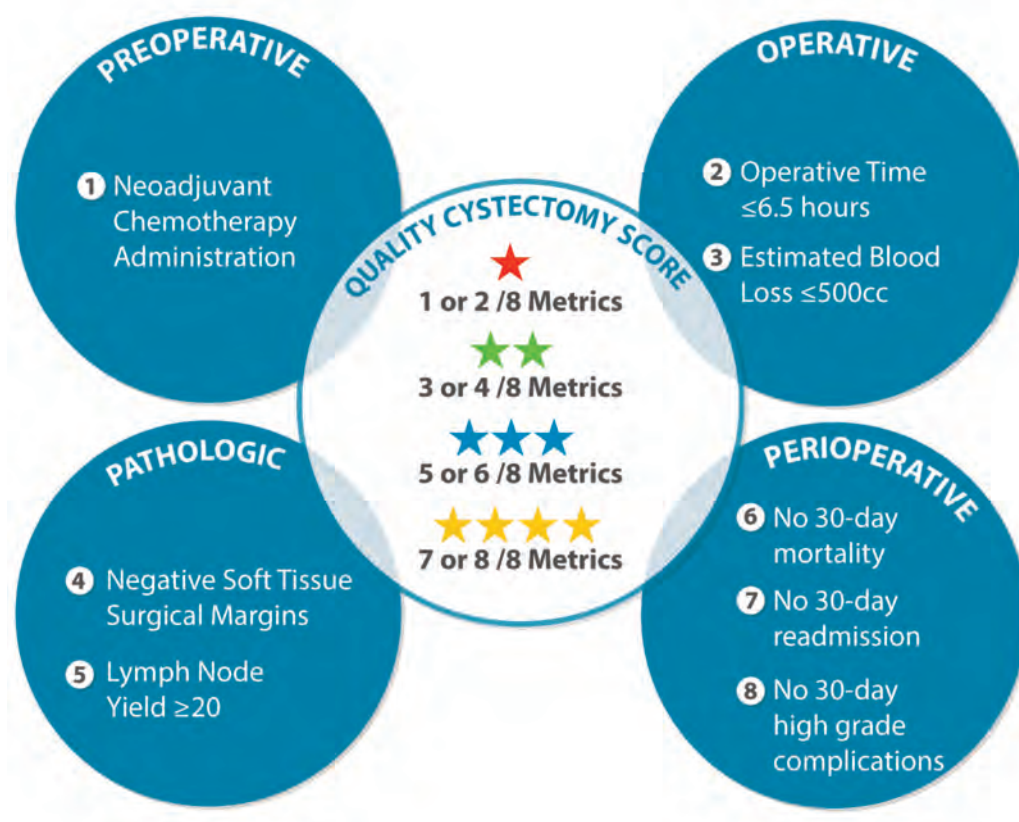 PREOPERATIVE
1 Neoadjuvant
Chemotherapy
Administration
OPERATIVE
2 Operative Time
≤6.5 hours
3 Estimated Blood
Loss ≤500cc
QUALITY CYSTECTOMY SCORE
1 or 2 /8 Metrics
3 or 4 /8 Metrics
5 or 6 /8 Metrics
7 or 8 /8 Metrics
PATHOLOGIC
4 Negative Soft Tissue
Surgical Margins
5 Lymph Node
Yield ≥20
PERIOPERATIVE
6 No 30-day
mortality
7 No 30-day
readmission
8 No 30-day
high grade
complications